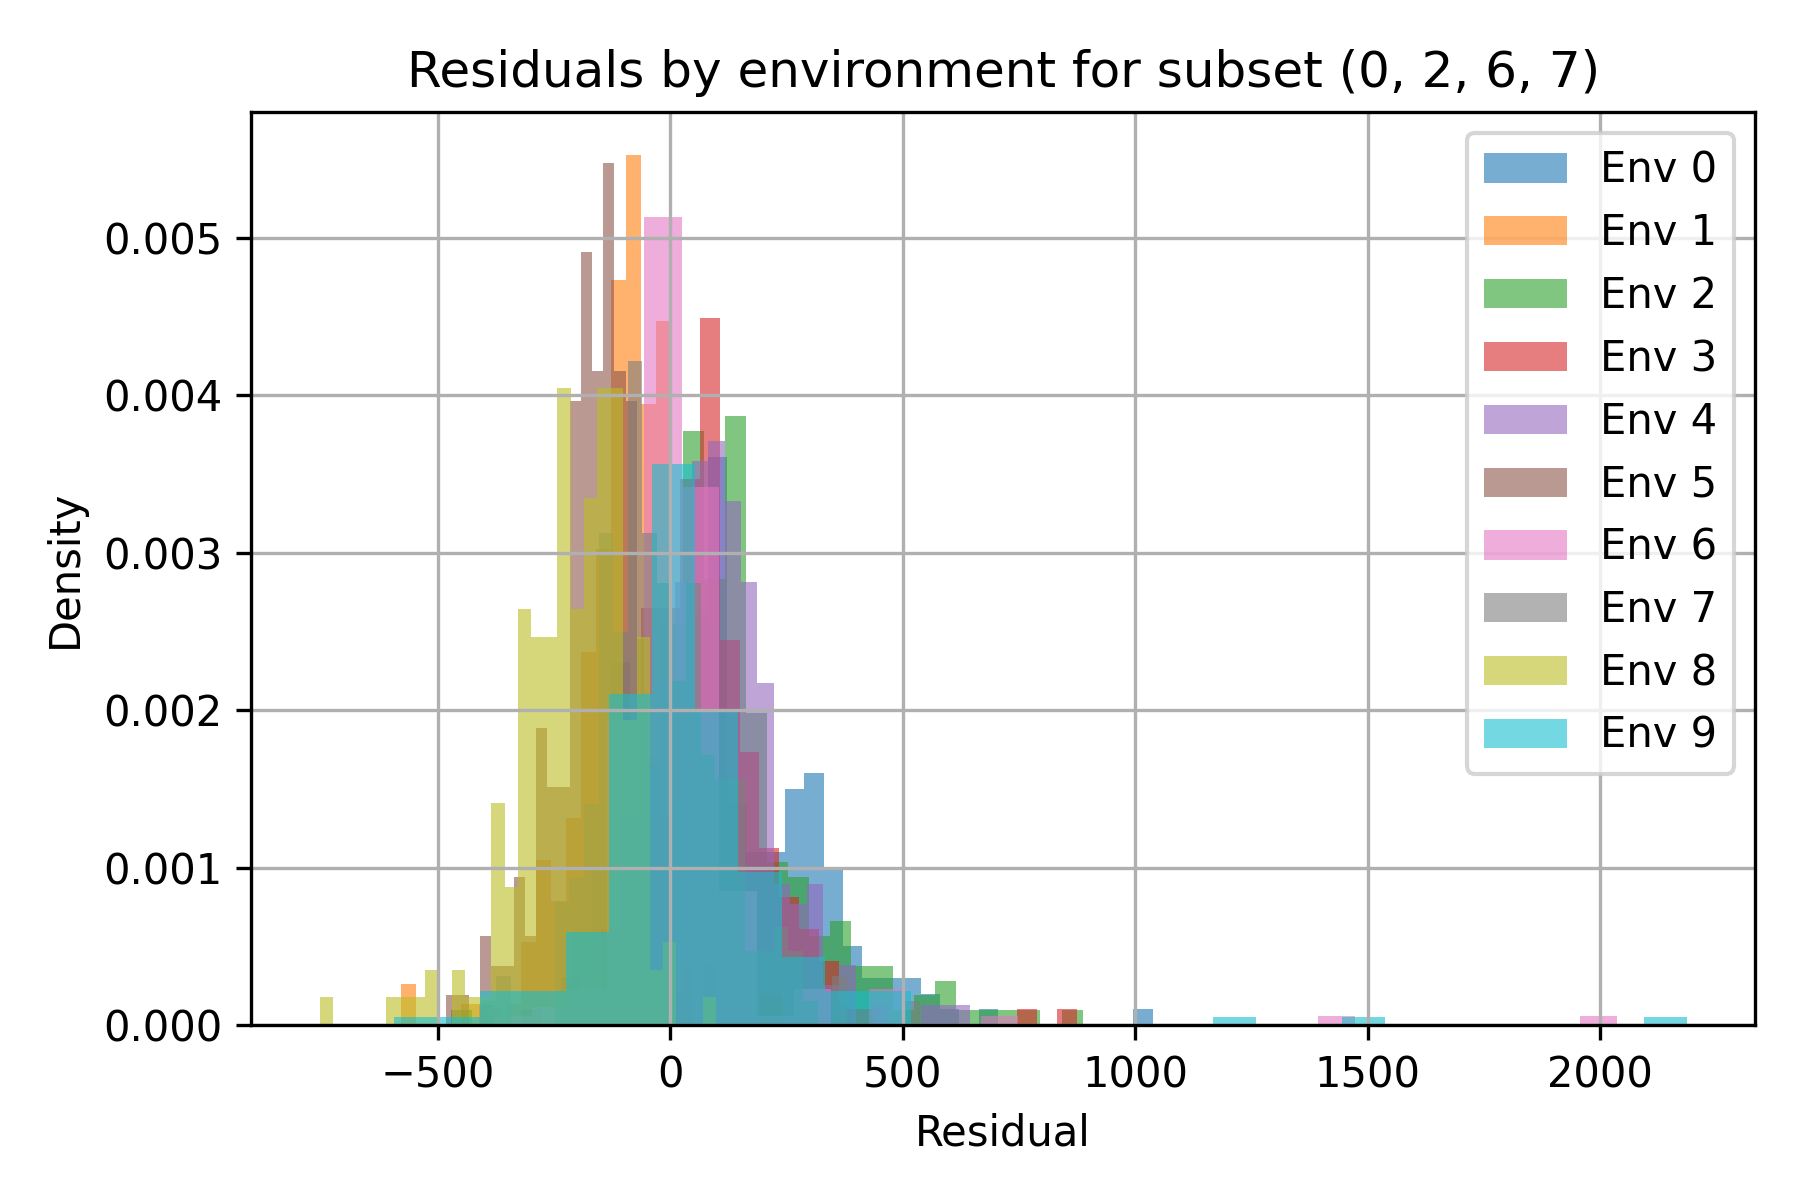 Residuals by environment for subset (0, 2, 6, 7)
Density
0.005
0.004
0.003
0.002
0.001
0.000
−500
0
500
1000
1500
2000
Residual
Env 0
Env 1
Env 2
Env 3
Env 4
Env 5
Env 6
Env 7
Env 8
Env 9